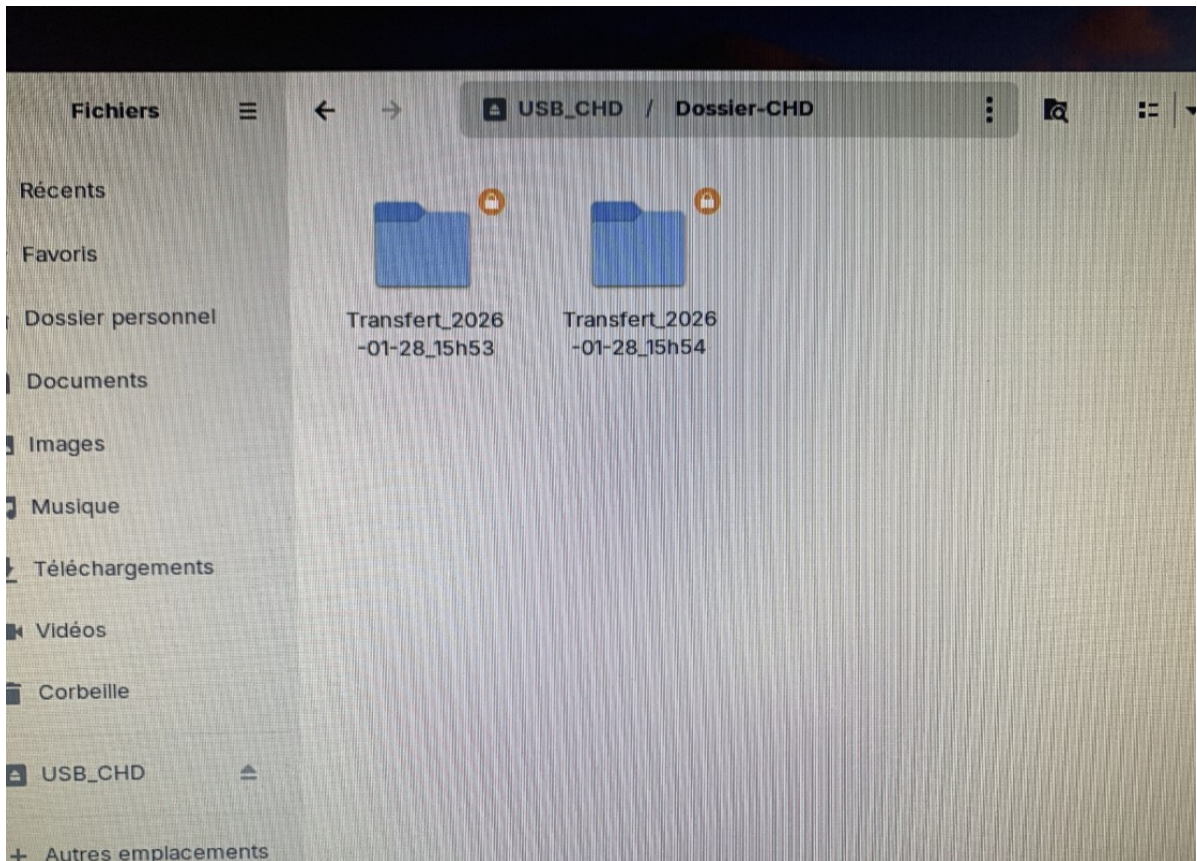 Fichiers
USB_CHD / Dossier-CHD
Récents
Favoris
Dossier personnel
Documents
Images
Musique
Téléchargements
Vidéos
Corbeille
USB_CHD
Autres emplacements
Transfert_2026
-01-28_15h53
Transfert_2026
-01-28_15h54